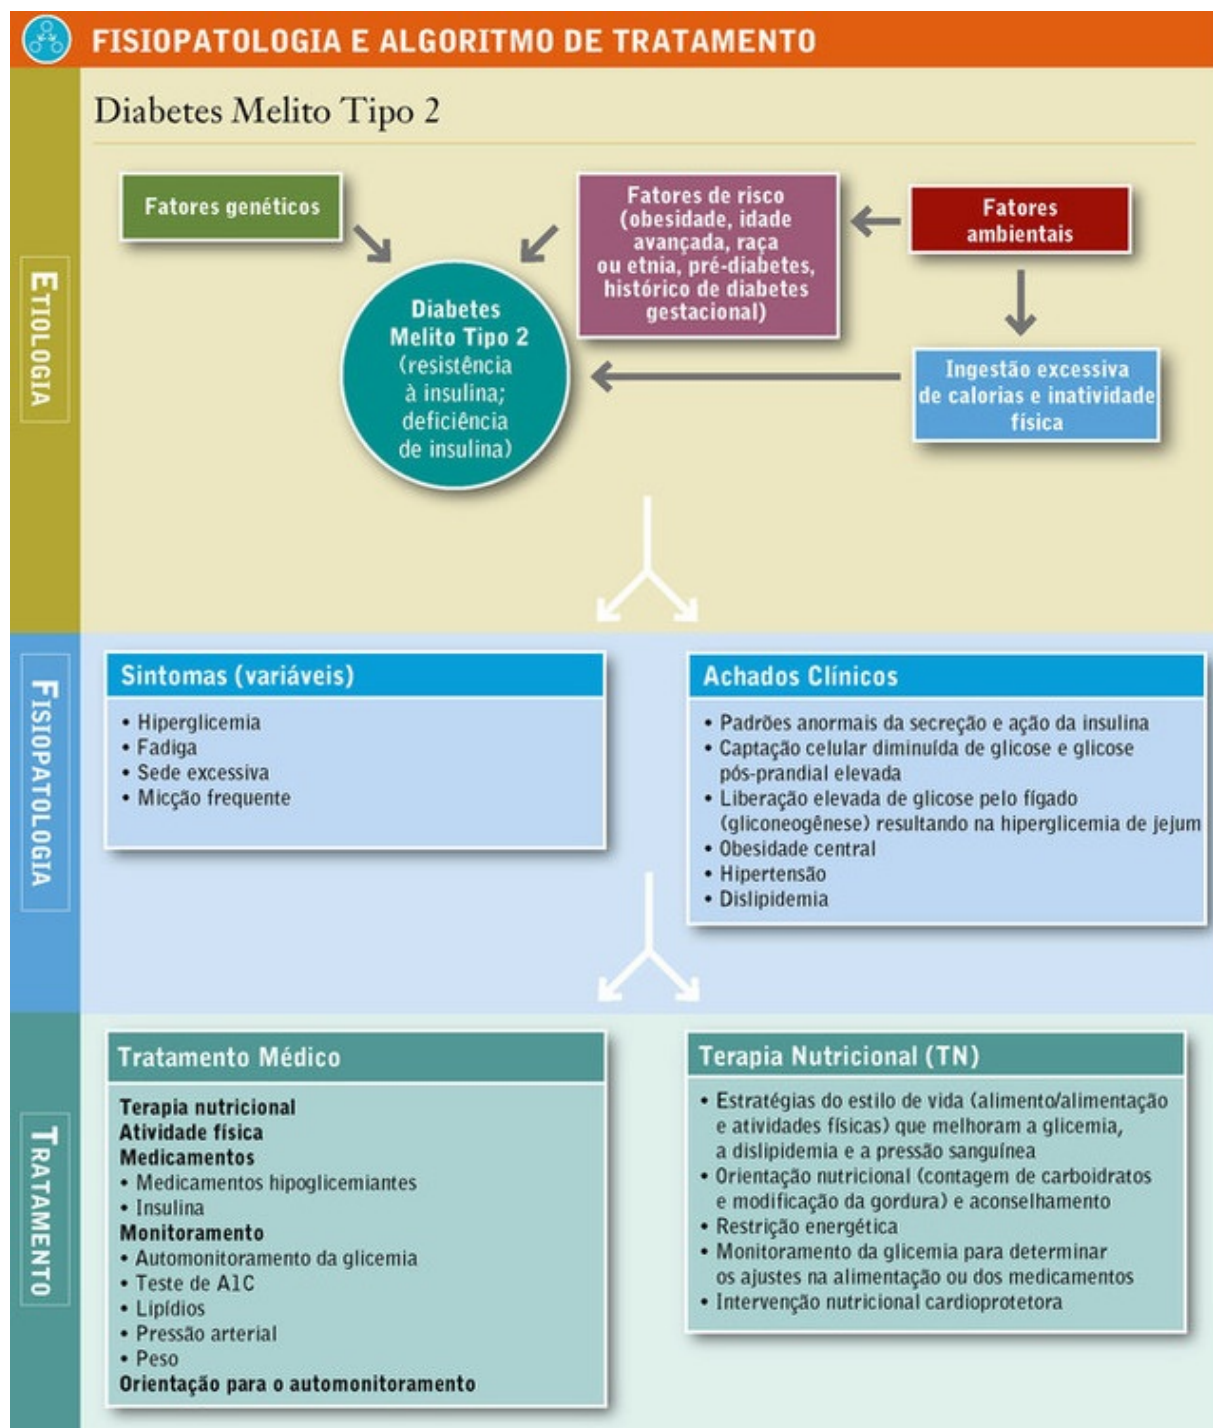 FISIOPATOLOGIA E ALGORITMO DE TRATAMENTO
Diabetes Melito Tipo 2
ETIOLOGIA
Fatores genéticos
Fatores de risco
(obesidade, idade
avançada, raça
ou etnia, pré-diabetes,
histórico de diabetes
gestacional)
Fatores
ambientais
Diabetes
Melito Tipo 2
(resistência
à insulina;
deficiência
de insulina)
Ingestão excessiva
de calorias e inatividade
física
FISIOPATOLOGIA
Sintomas (variáveis)
• Hiperglicemia
• Fadiga
• Sede excessiva
• Micção frequente
Achados Clínicos
• Padrões anormais da secreção e ação da insulina
• Captação celular diminuída de glicose e glicose
pós-prandial elevada
• Liberação elevada de glicose pelo fígado
(gliconeogênese) resultando na hiperglicemia de jejum
• Obesidade central
• Hipertensão
• Dislipidemia
TRATAMENTO
Tratamento Médico
Terapia nutricional
Atividade física
Medicamentos
• Medicamentos hipoglicemiantes
• Insulina
Monitoramento
• Automonitoramento da glicemia
• Teste de A1C
• Lipídios
• Pressão arterial
• Peso
Orientação para o automonitoramento
Terapia Nutricional (TN)
• Estratégias do estilo de vida (alimento/alimentação
e atividades físicas) que melhoram a glicemia,
a dislipidemia e a pressão sanguínea
• Orientação nutricional (contagem de carboidratos
e modificação da gordura) e aconselhamento
• Restrição energética
• Monitoramento da glicemia para determinar
os ajustes na alimentação ou dos medicamentos
• Intervenção nutricional cardioprotetora